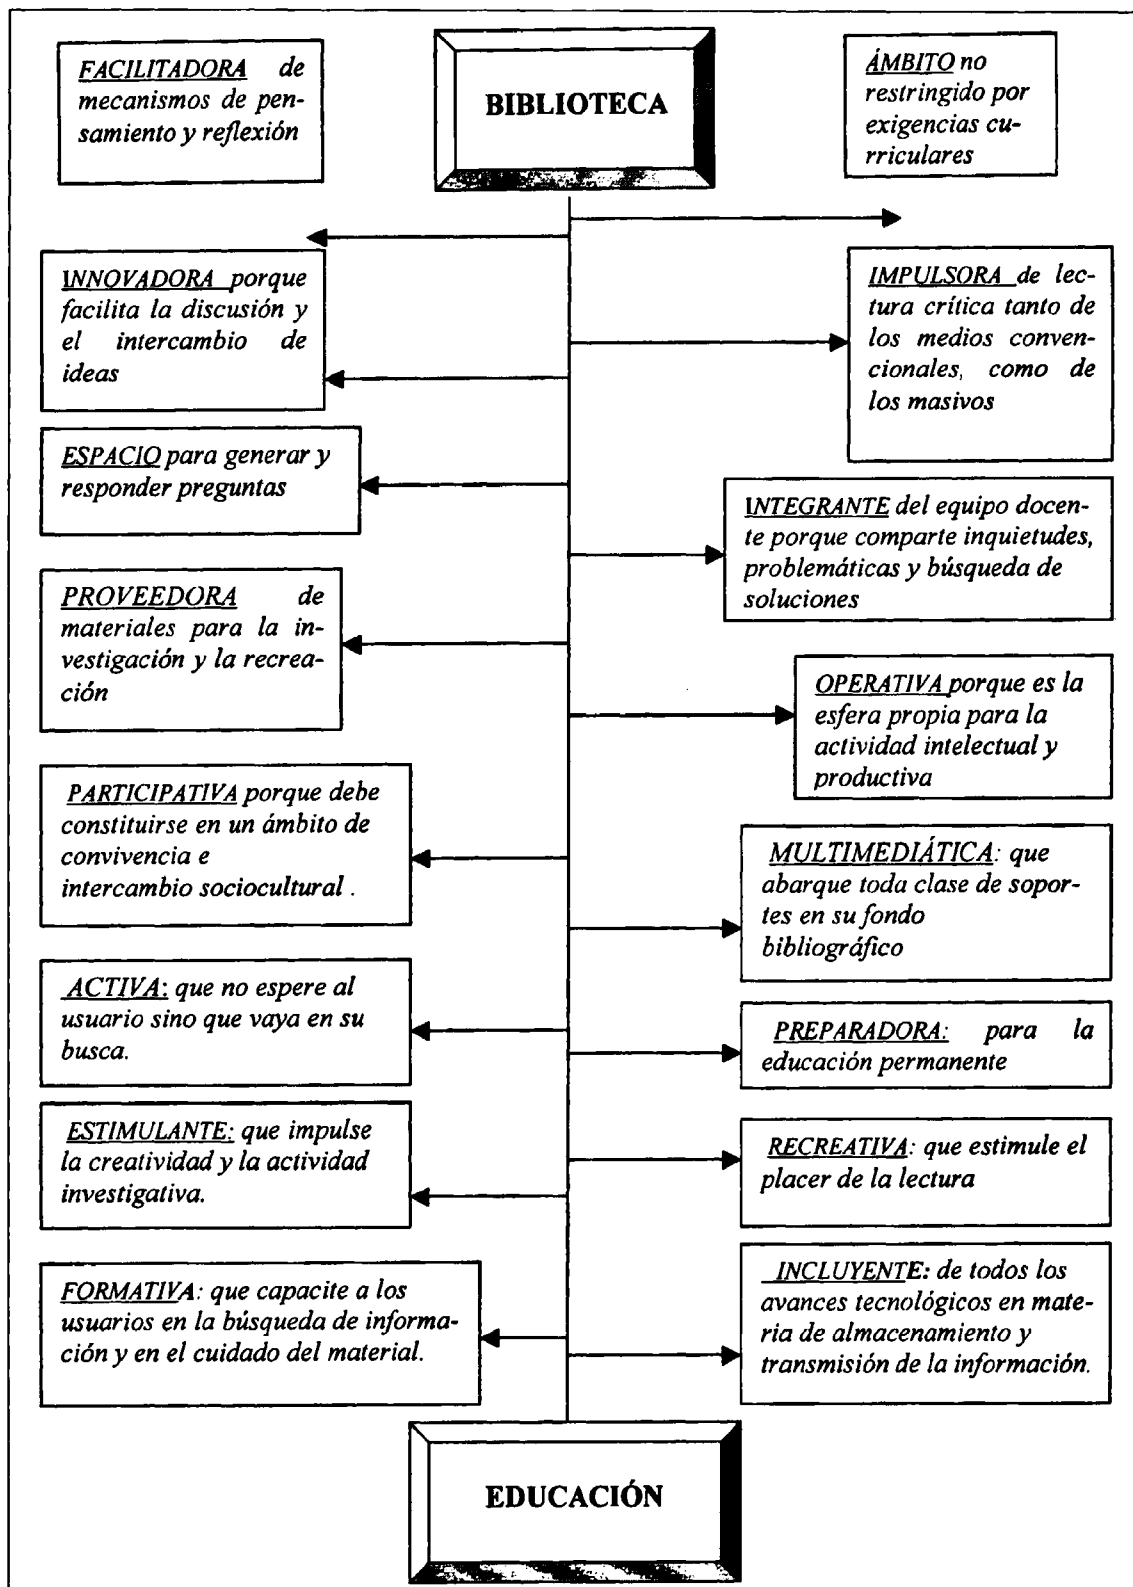 BIBLIOTECA
FACILITADORA de
mecanismos de pen-
samiento y reflexión
ÁMBITO no
restringido por
exigencias cu-
rriculares
INNOVADORA porque
facilita la discusión y
el intercambio de
ideas
IMPULSORA de lec-
tura crítica tanto de
los medios conven-
cionales, como de
los masivos
ESPACIO para generar y
responder preguntas
INTEGRANTE del equipo docen-
te porque comparte inquietudes,
problemáticas y búsqueda de
soluciones
PROVEEDORA de
materiales para la in-
vestigación y la recrea-
ción
OPERATIVA porque es la
esfera propia para la
actividad intelectual y
productiva
PARTICIPATIVA porque debe
constituirse en un ámbito de
convivencia e
intercambio sociocultural .
MULTIMEDIÁTICA: que
abarque toda clase de sopor-
tes en su fondo
bibliográfico
ACTIVA: que no espere al
usuario sino que vaya en su
busca.
PREPARADORA: para la
educación permanente
ESTIMULANTE: que impulse
la creatividad y la actividad
investigativa.
RECREATIVA: que estimule el
placer de la lectura
FORMATIVA: que capacite a los
usuarios en la búsqueda de informa-
ción y en el cuidado del material.
INCLUYENTE: de todos los
avances tecnológicos en mate-
ria de almacenamiento y
transmisión de la información.
EDUCACIÓN